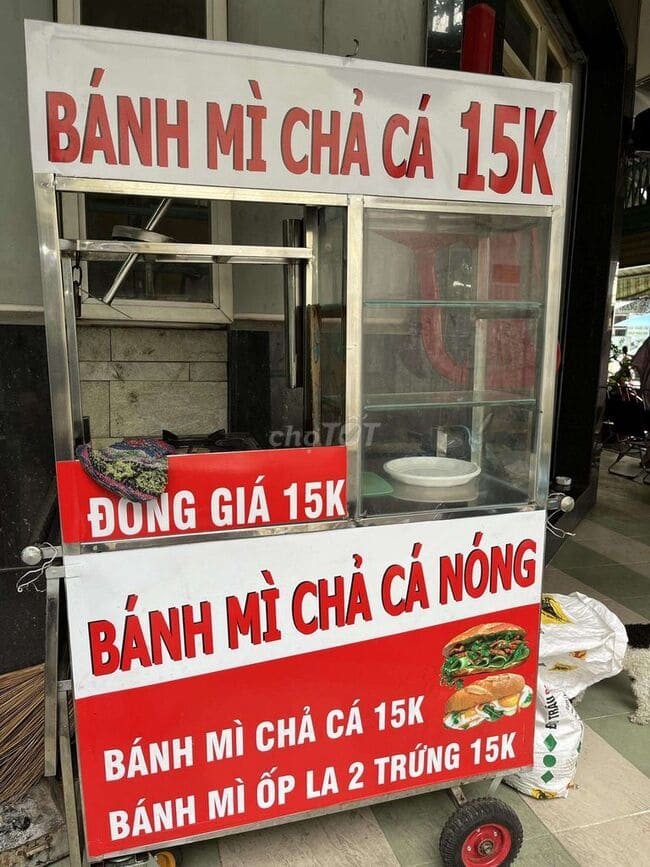 BÁNH MÌ CHẢ CÁ 15K
chợTỐT
ĐỒNG GIÁ 15K
BÁNH MÌ CHẢ CÁ NÓNG
BÁNH MÌ CHẢ CÁ 15K
BÁNH MÌ ỐP LA 2 TRỨNG 15K